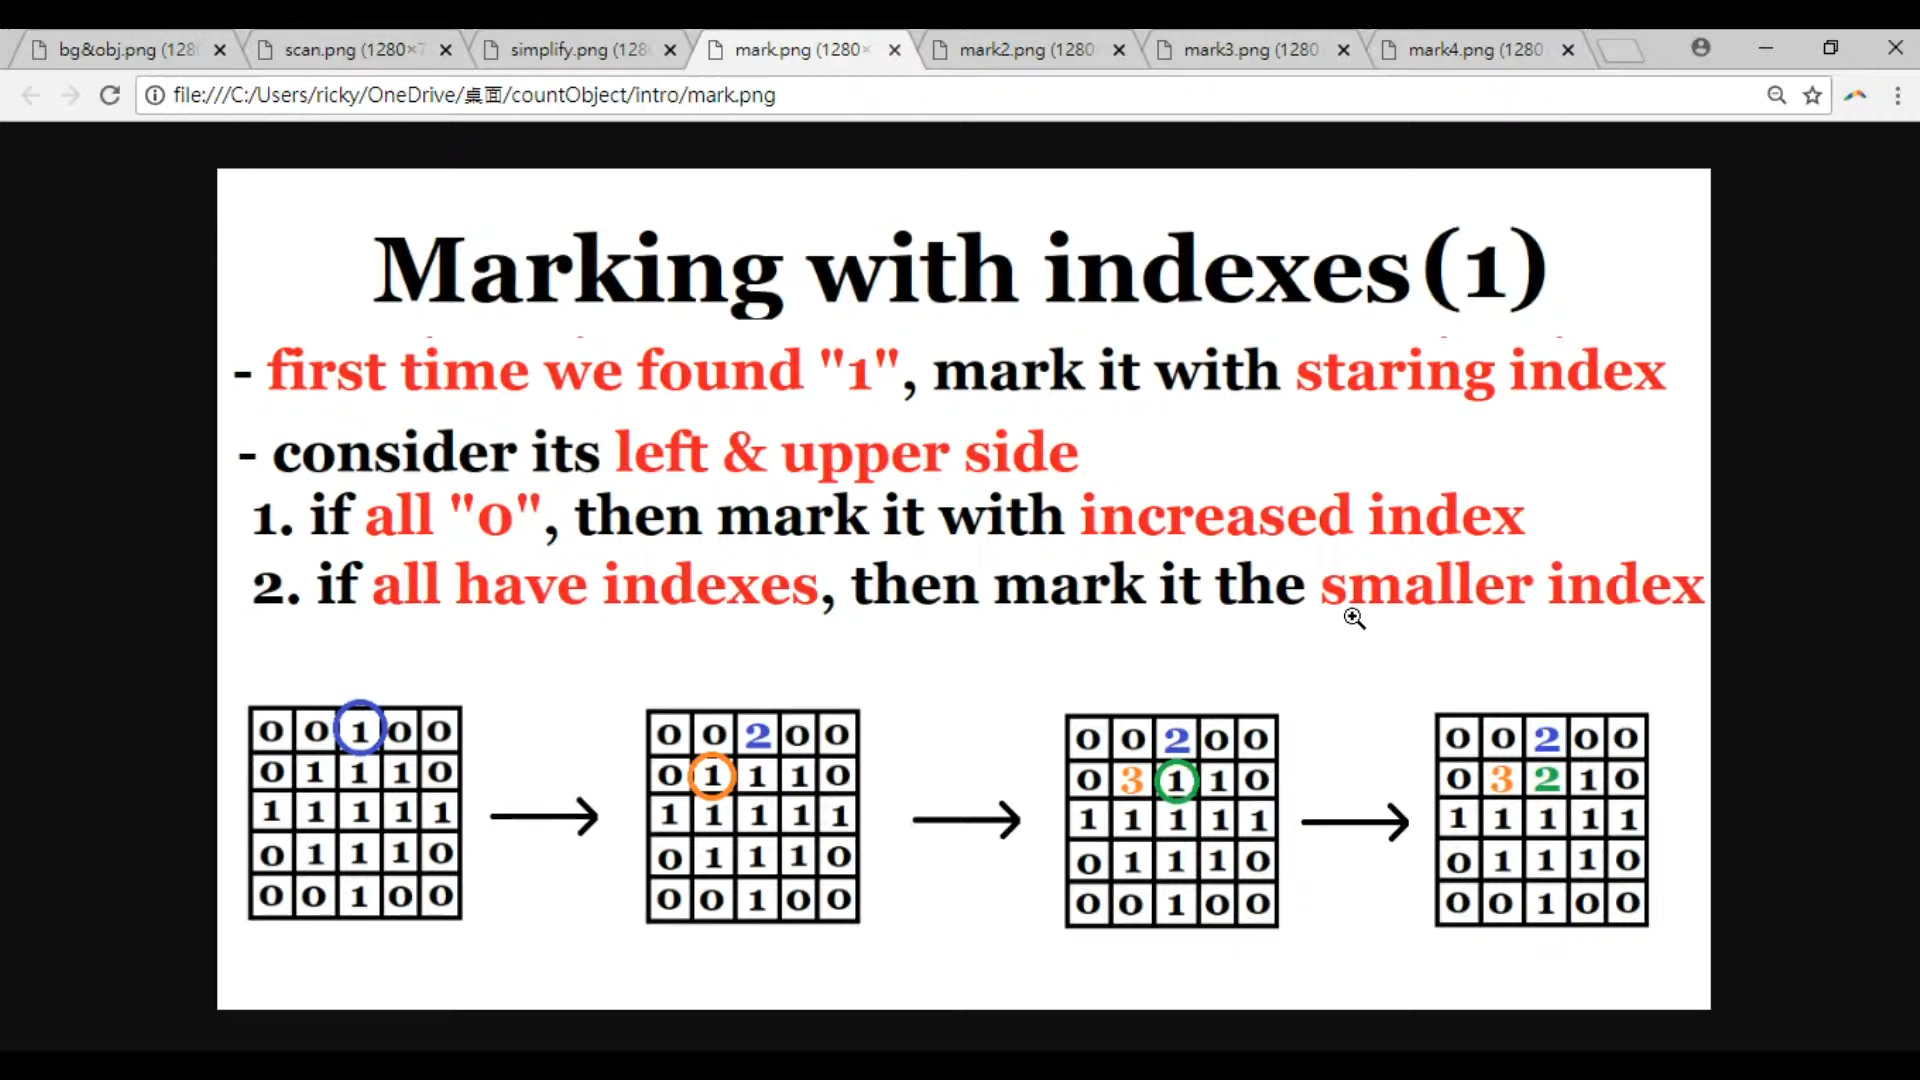 bg&obj.png (128
scan.png (1280×7
simplify.png (128
mark.png (1280×
mark2.png (1280
mark3.png (1280
mark4.png (1280
file:///C:/Users/ricky/OneDrive/桌面/countObject/intro/mark.png
Marking with indexes(1)
- first time we found "1", mark it with staring index
- consider its left & upper side
1. if all "0", then mark it with increased index
2. if all have indexes, then mark it the smaller index
0 0 1 0 0
0 1 1 1 0
1 1 1 1 1
0 1 1 1 0
0 0 1 0 0
0 0 2 0 0
0 1 1 1 0
1 1 1 1 1
0 1 1 1 0
0 0 1 0 0
0 0 2 0 0
0 3 1 1 0
1 1 1 1 1
0 1 1 1 0
0 0 1 0 0
0 0 2 0 0
0 3 2 1 0
1 1 1 1 1
0 1 1 1 0
0 0 1 0 0